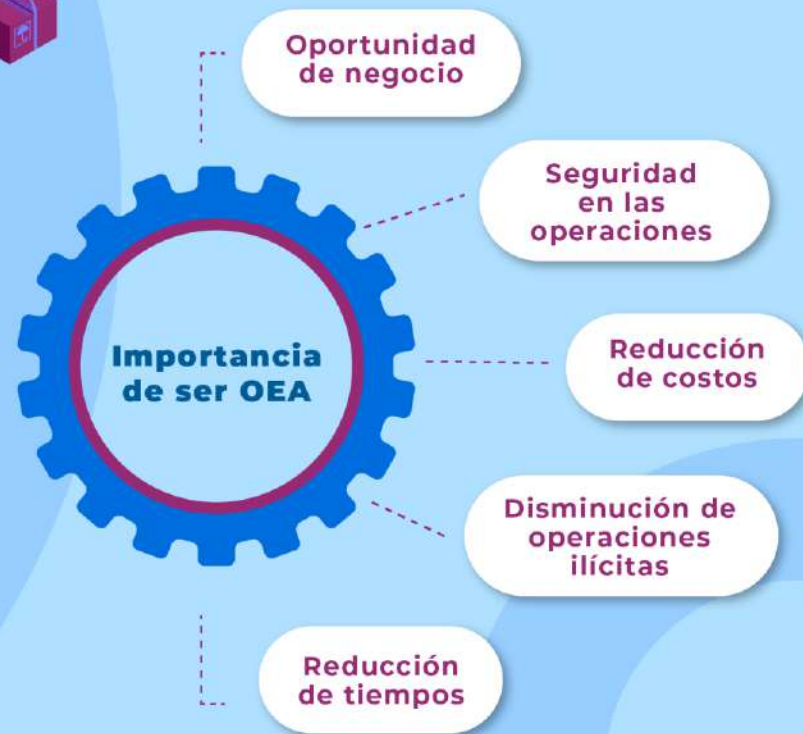 Oportunidad
de negocio
Seguridad
en las
operaciones
Importancia
de ser OEA
Reducción
de costos
Disminución de
operaciones
ilícitas
Reducción
de tiempos